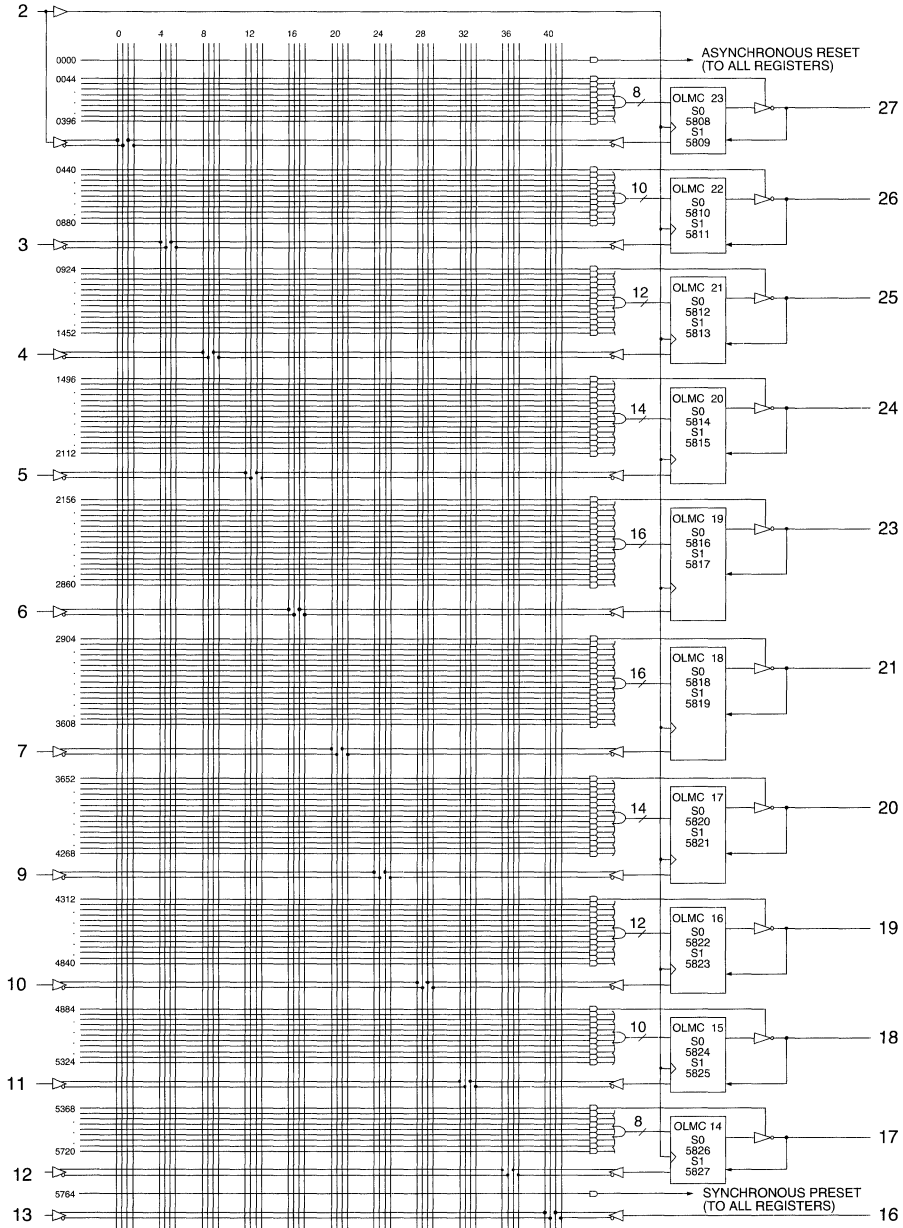 2
0 4 8 12 16 20 24 28 32 36 40
0000
ASYNCHRONOUS RESET
(TO ALL REGISTERS)
0044
8
OLMC 23
S0
5808
S1
5809
27
0396
0440
10
OLMC 22
S0
5810
S1
5811
26
0880
3
0924
12
OLMC 21
S0
5812
S1
5813
25
1452
4
1496
14
OLMC 20
S0
5814
S1
5815
24
2112
5
2156
16
OLMC 19
S0
5816
S1
5817
23
2860
6
2904
16
OLMC 18
S0
5818
S1
5819
21
3608
7
3652
14
OLMC 17
S0
5820
S1
5821
20
4268
9
4312
12
OLMC 16
S0
5822
S1
5823
19
4840
10
4884
10
OLMC 15
S0
5824
S1
5825
18
5324
11
5368
8
OLMC 14
S0
5826
S1
5827
17
5720
12
5764
SYNCHRONOUS PRESET
(TO ALL REGISTERS)
13
16